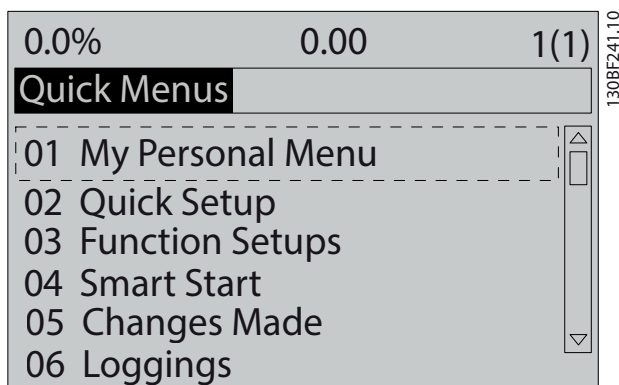 0.0% 0.00 1(1)
Quick Menus
01 My Personal Menu
02 Quick Setup
03 Function Setups
04 Smart Start
05 Changes Made
06 Loggings
130BF241.10